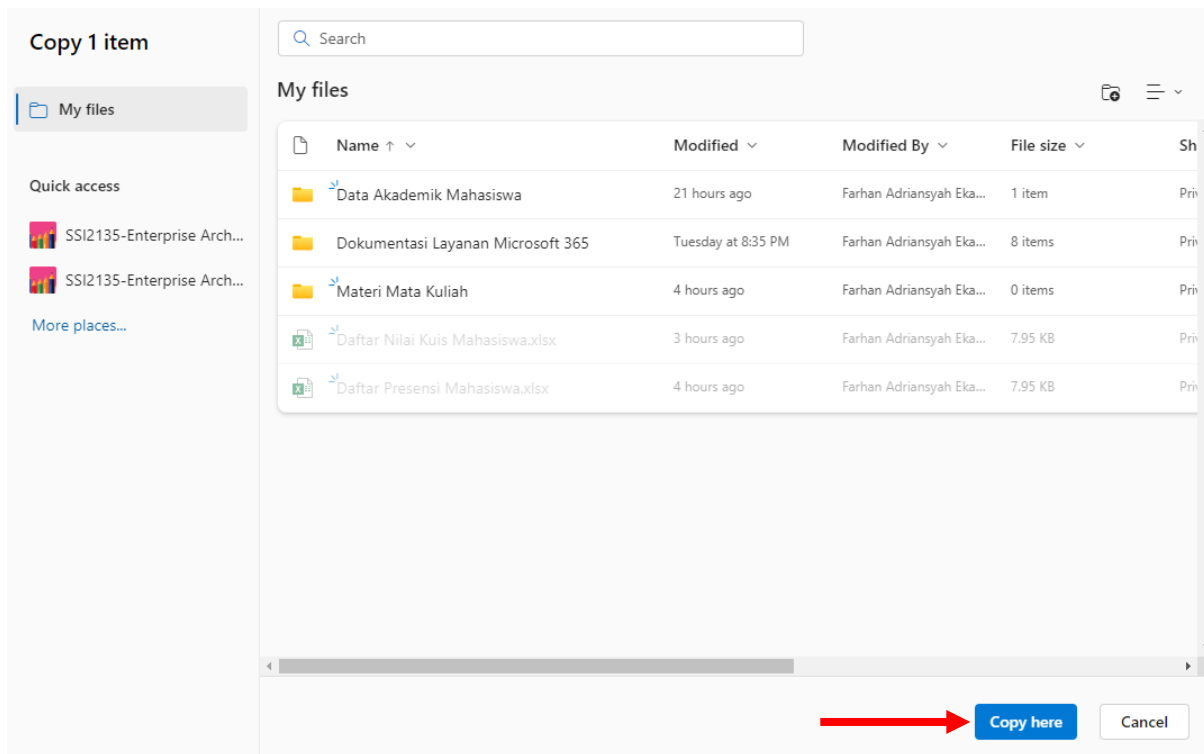 Copy 1 item
My files
Quick access
SSI2135-Enterprise Arch...
SSI2135-Enterprise Arch...
More places...
Search
My files
Name Modified Modified By File size Sh
Data Akademik Mahasiswa 21 hours ago Farhan Adriansyah Eka... 1 item Priv
Dokumentasi Layanan Microsoft 365 Tuesday at 8:35 PM Farhan Adriansyah Eka... 8 items Priv
Materi Mata Kuliah 4 hours ago Farhan Adriansyah Eka... 0 items Priv
Daftar Nilai Kuis Mahasiswa.xlsx 3 hours ago Farhan Adriansyah Eka... 7.95 KB Priv
Daftar Presensi Mahasiswa.xlsx 4 hours ago Farhan Adriansyah Eka... 7.95 KB Priv
Copy here Cancel